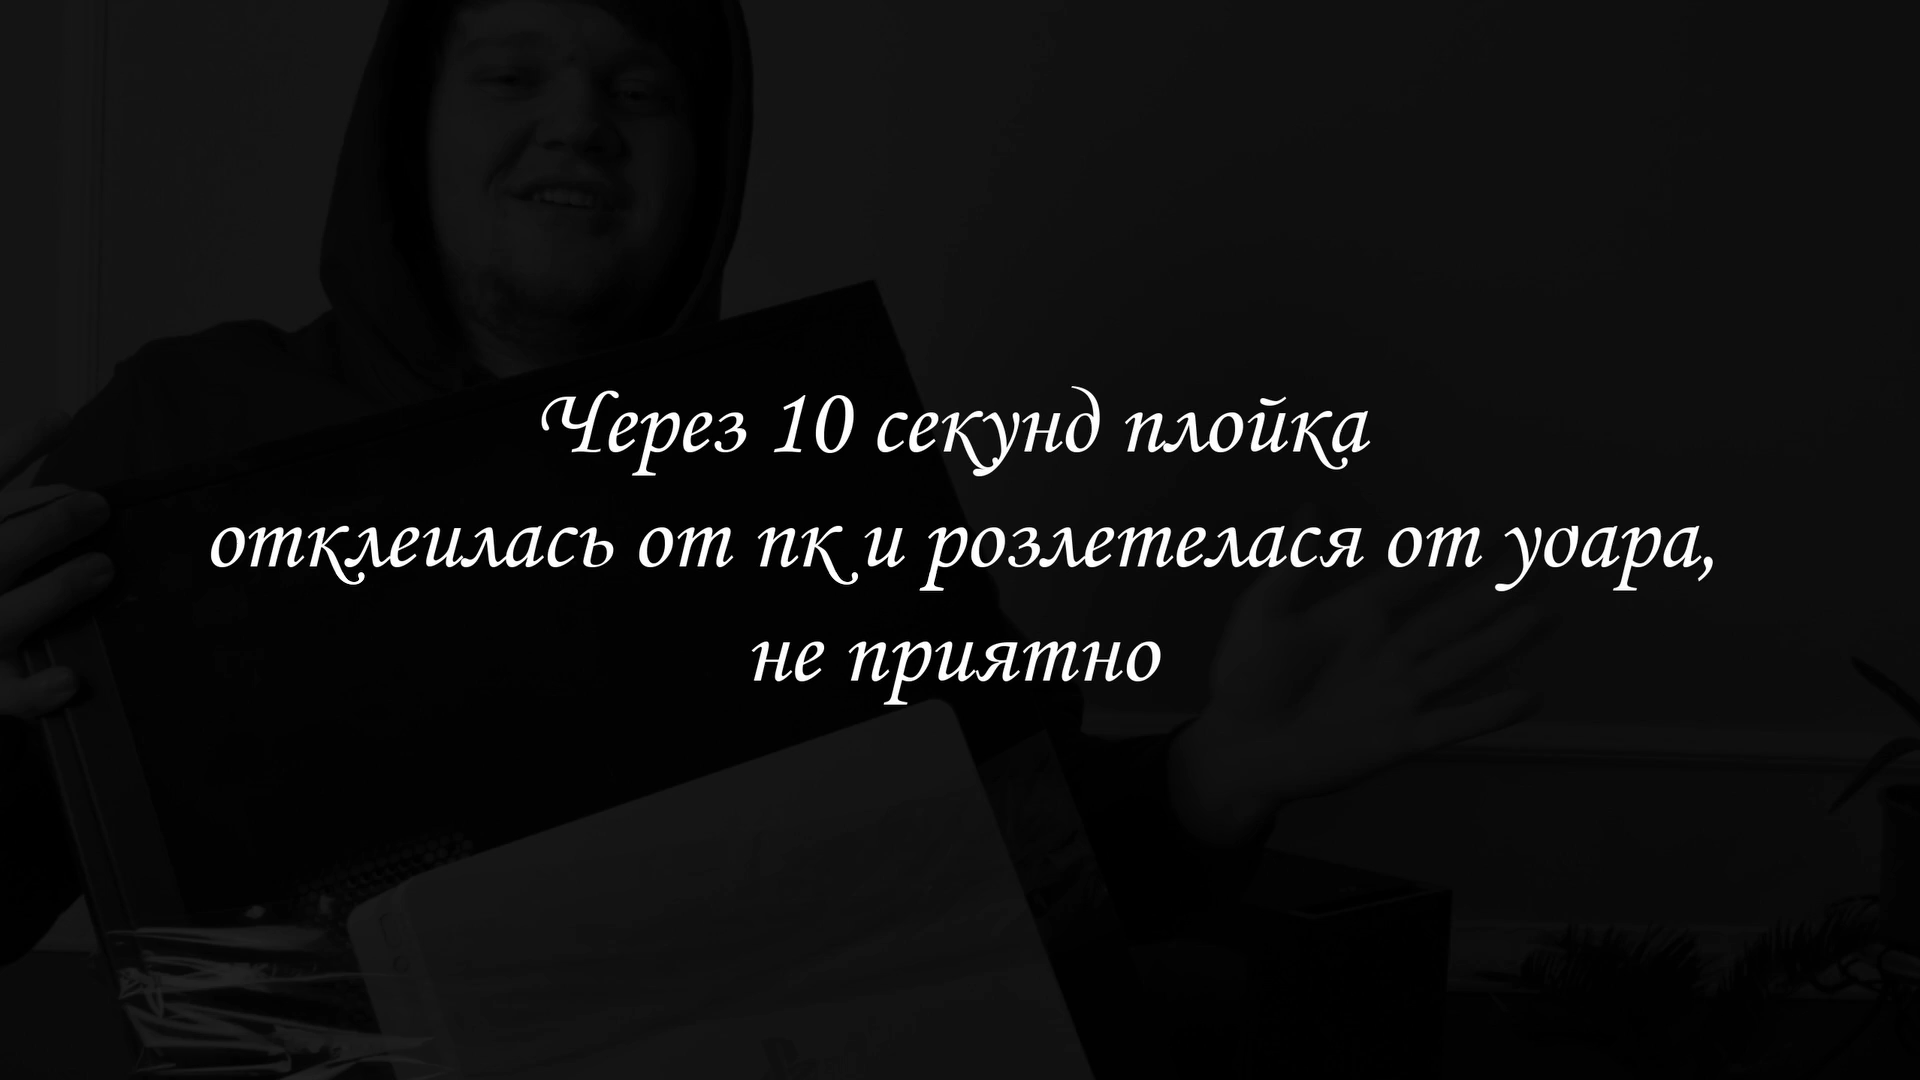 Через 10 секунд плойка
отклеилась от пк и розлетелася от удара,
не приятно